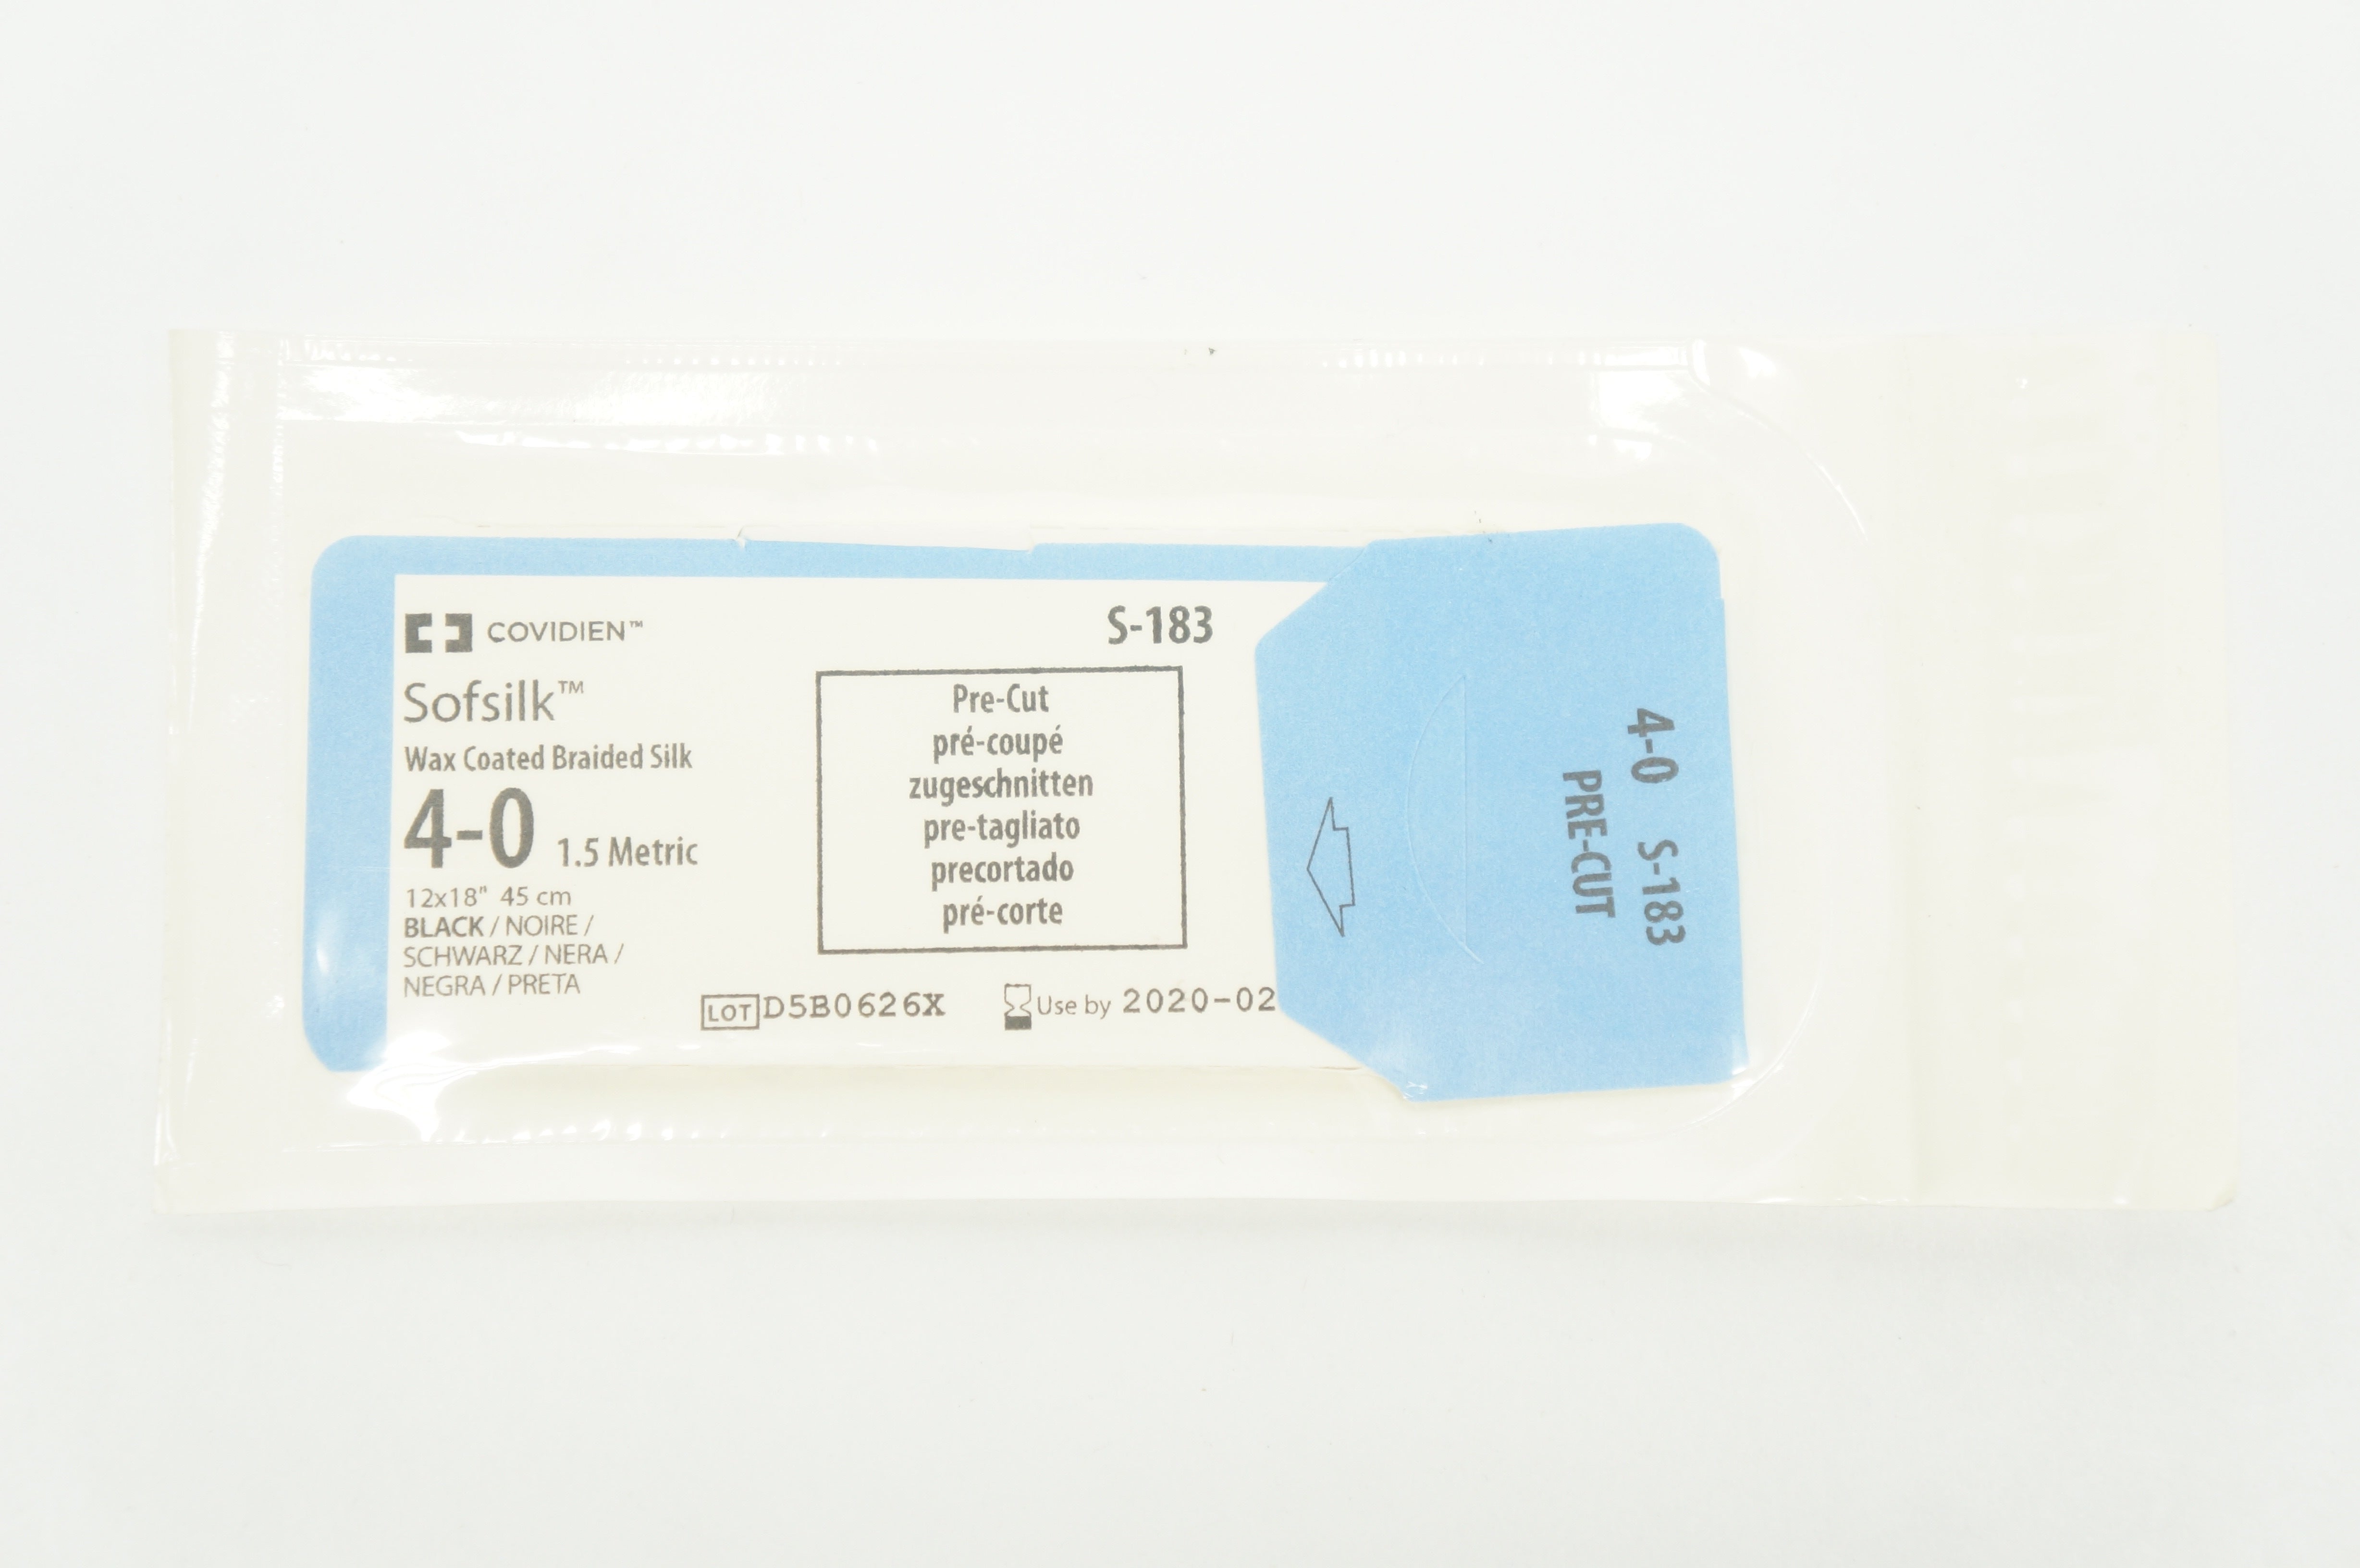 COVIDIEN™
S-183
Sofsilk™
Wax Coated Braided Silk
4-0 1.5 Metric
12x18" 45 cm
BLACK / NOIRE /
SCHWARZ / NERA /
NEGRA / PRETA
Pre-Cut
pré-coupé
zugeschnitten
pre-tagliato
precortado
pré-corte
LOT D5B0626X
Use by 2020-02
4-0 S-183
PRE-CUT